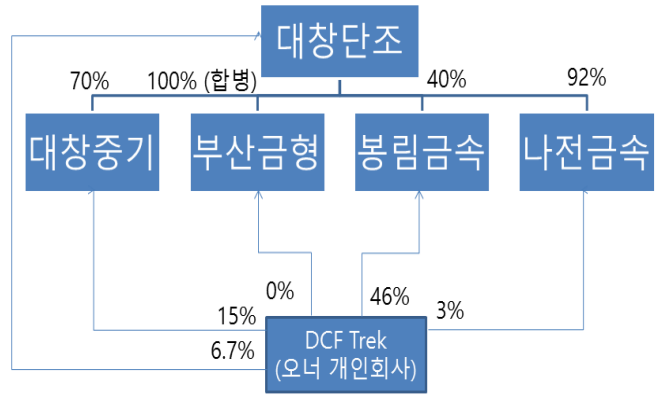 대창단조
70%
100% (합병)
40%
92%
대창중기
부산금형
봉림금속
나전금속
0%
46%
3%
15%
6.7%
DCF Trek
(오너 개인회사)